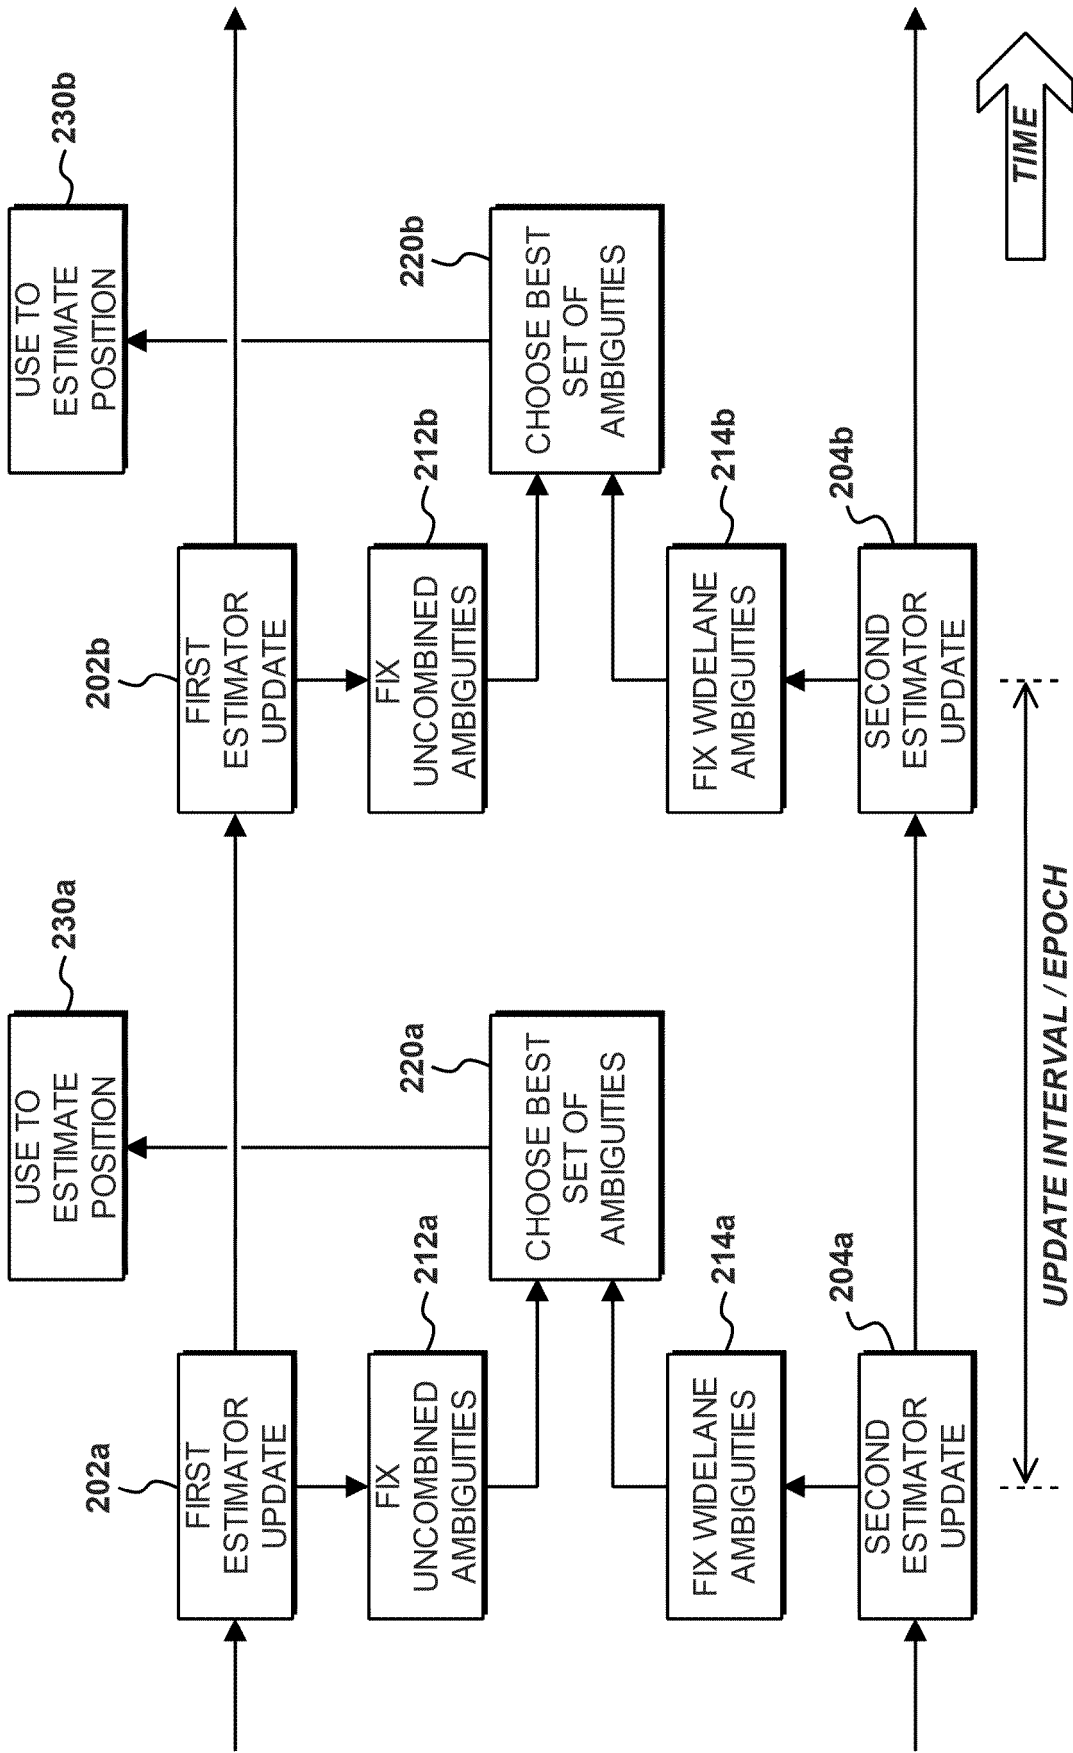 USE TO
ESTIMATE
POSITION
230a
USE TO
ESTIMATE
POSITION
230b
202a
FIRST
ESTIMATOR
UPDATE
202b
FIRST
ESTIMATOR
UPDATE
FIX
UNCOMBINED
AMBIGUITIES
212a
FIX
UNCOMBINED
AMBIGUITIES
212b
220a
CHOOSE BEST
SET OF
AMBIGUITIES
220b
CHOOSE BEST
SET OF
AMBIGUITIES
FIX WIDELANE
AMBIGUITIES
214a
FIX WIDELANE
AMBIGUITIES
214b
204a
SECOND
ESTIMATOR
UPDATE
204b
SECOND
ESTIMATOR
UPDATE
UPDATE INTERVAL / EPOCH
TIME